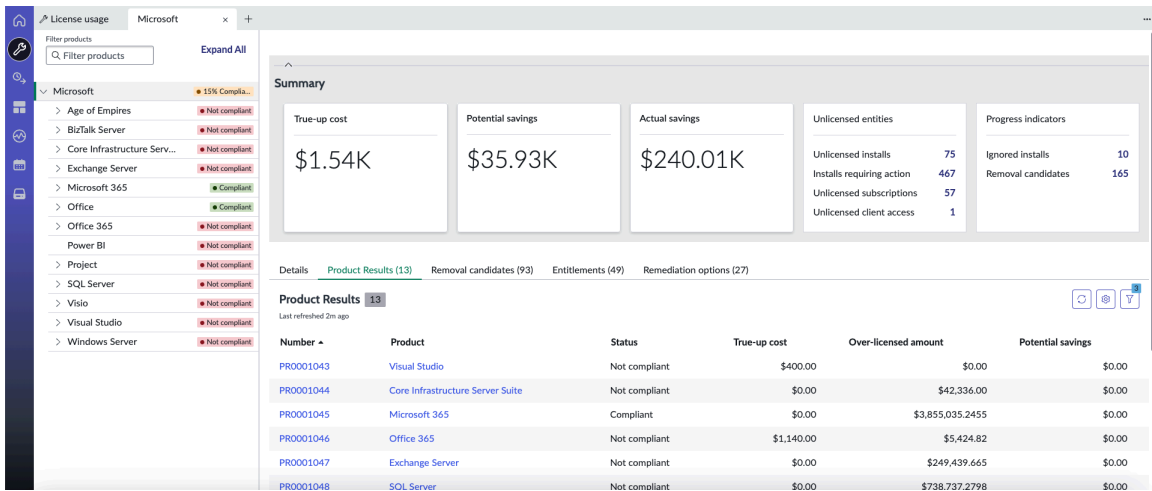 License usage
Microsoft
Filter products
Filter products
Expand All
Microsoft 15% Complia...
Age of Empires Not compliant
BizTalk Server Not compliant
Core Infrastructure Serv... Not compliant
Exchange Server Not compliant
Microsoft 365 Compliant
Office Compliant
Office 365 Not compliant
Power BI Not compliant
Project Not compliant
SQL Server Not compliant
Visio Not compliant
Visual Studio Not compliant
Windows Server Not compliant
Summary
True-up cost
$1.54K
Potential savings
$35.93K
Actual savings
$240.01K
Unlicensed entities
Unlicensed installs 75
Installs requiring action 467
Unlicensed subscriptions 57
Unlicensed client access 1
Progress indicators
Ignored installs 10
Removal candidates 165
Details Product Results (13) Removal candidates (93) Entitlements (49) Remediation options (27)
Product Results 13
3
Last refreshed 2m ago
Number Product Status True-up cost Over-licensed amount Potential savings
PR0001043 Visual Studio Not compliant $400.00 $0.00 $0.00
PR0001044 Core Infrastructure Server Suite Not compliant $0.00 $42,336.00 $0.00
PR0001045 Microsoft 365 Compliant $0.00 $3,855,035.2455 $0.00
PR0001046 Office 365 Not compliant $1,140.00 $5,424.82 $0.00
PR0001047 Exchange Server Not compliant $0.00 $249,439.665 $0.00
PR0001048 SQL Server Not compliant $0.00 $738,737.2798 $0.00